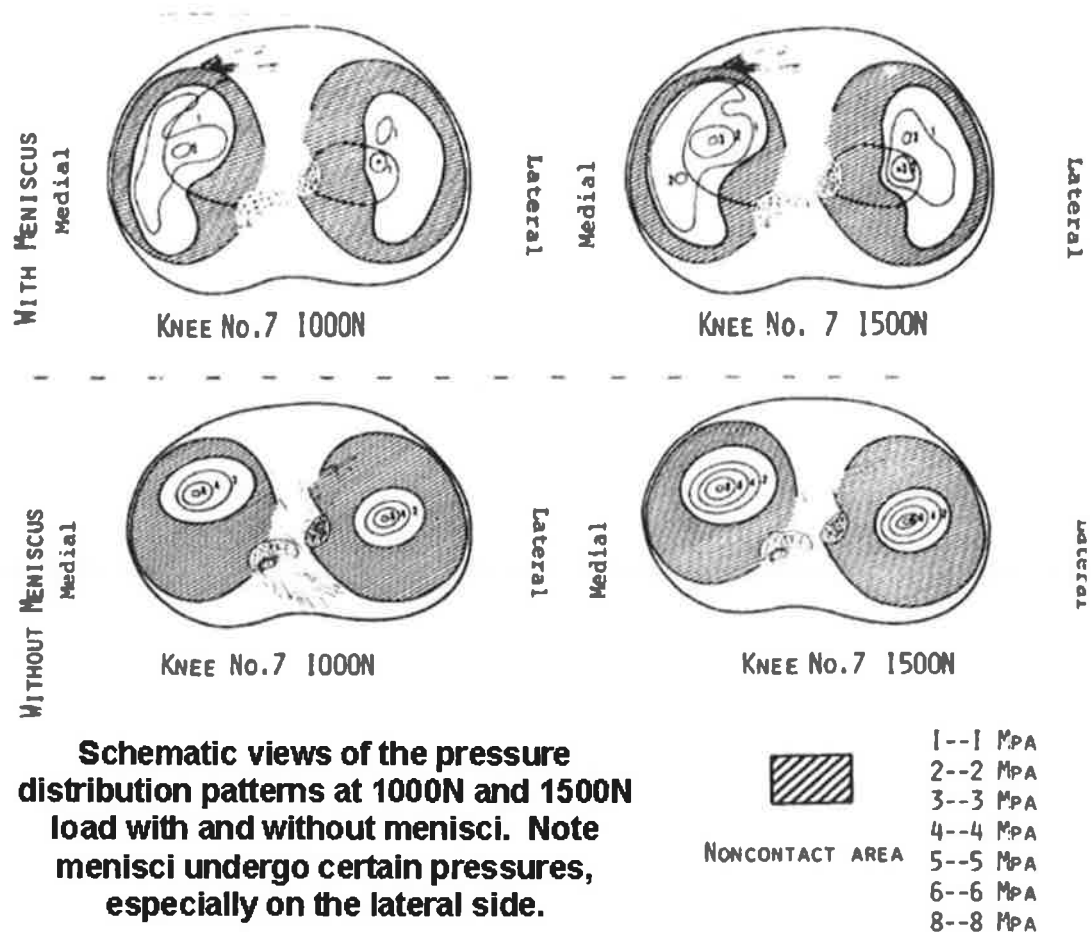 WITH MENISCUS
Medial
Lateral
Medial
Lateral
KNEE No.7 1000N
KNEE No. 7 1500N
WITHOUT MENISCUS
Medial
Lateral
Medial
Lateral
KNEE No.7 1000N
KNEE No.7 1500N
Schematic views of the pressure
distribution patterns at 1000N and 1500N
load with and without menisci. Note
menisci undergo certain pressures,
especially on the lateral side.
NONCONTACT AREA
1--1 MPA
2--2 MPA
3--3 MPA
4--4 MPA
5--5 MPA
6--6 MPA
8--8 MPA